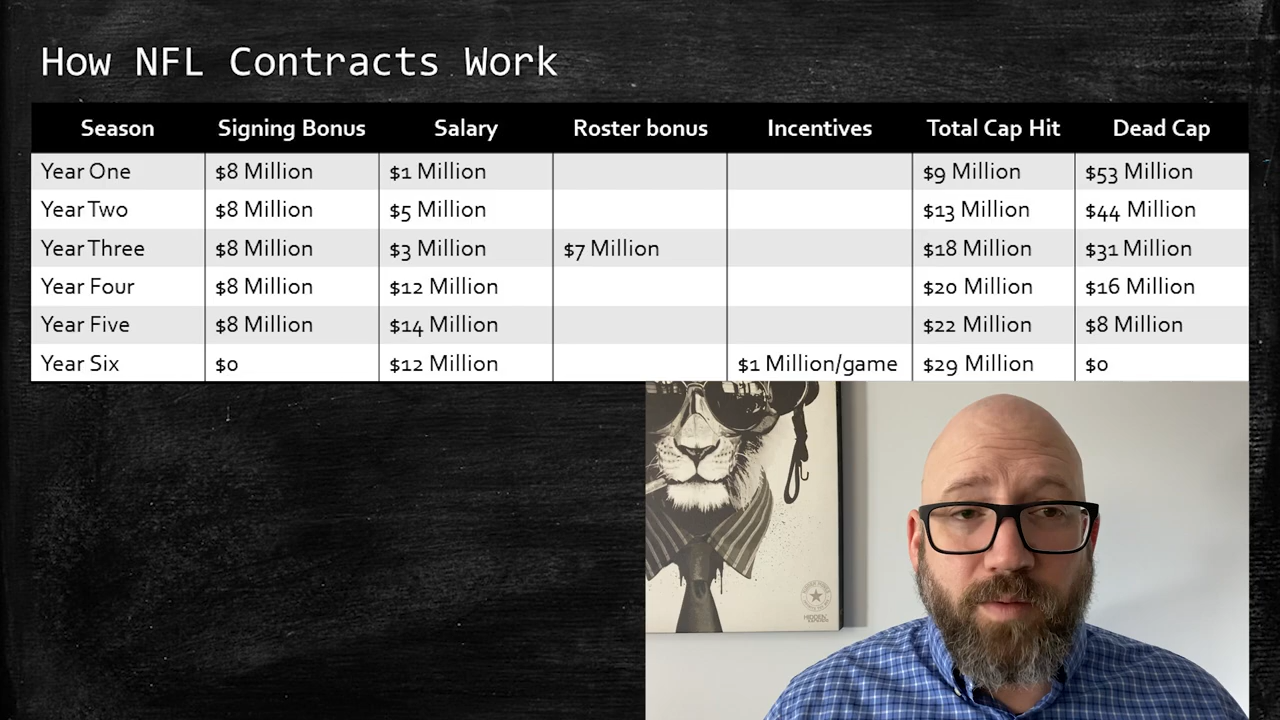 How NFL Contracts Work
Season Signing Bonus Salary Roster bonus Incentives Total Cap Hit Dead Cap
Year One $8 Million $1 Million $9 Million $53 Million
Year Two $8 Million $5 Million $13 Million $44 Million
Year Three $8 Million $3 Million $7 Million $18 Million $31 Million
Year Four $8 Million $12 Million $20 Million $16 Million
Year Five $8 Million $14 Million $22 Million $8 Million
Year Six $0 $12 Million $1 Million/game $29 Million $0